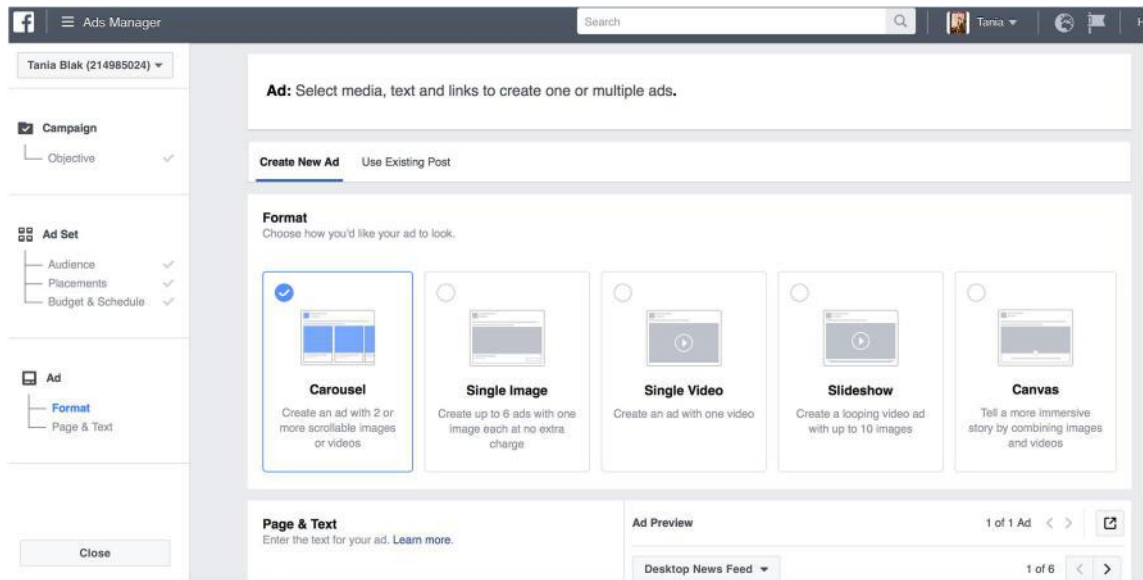 f
Ads Manager
Search
Tania
Tania Blak (214985024)
Campaign
Objective
Ad Set
Audience
Placements
Budget & Schedule
Ad
Format
Page & Text
Close
Ad: Select media, text and links to create one or multiple ads.
Create New Ad Use Existing Post
Format
Choose how you'd like your ad to look.
Carousel
Create an ad with 2 or
more scrollable images
or videos
Single Image
Create up to 6 ads with one
image each at no extra
charge
Single Video
Create an ad with one video
Slideshow
Create a looping video ad
with up to 10 images
Canvas
Tell a more immersive
story by combining images
and videos
Page & Text
Enter the text for your ad. Learn more.
Ad Preview
1 of 1 Ad
Desktop News Feed
1 of 6